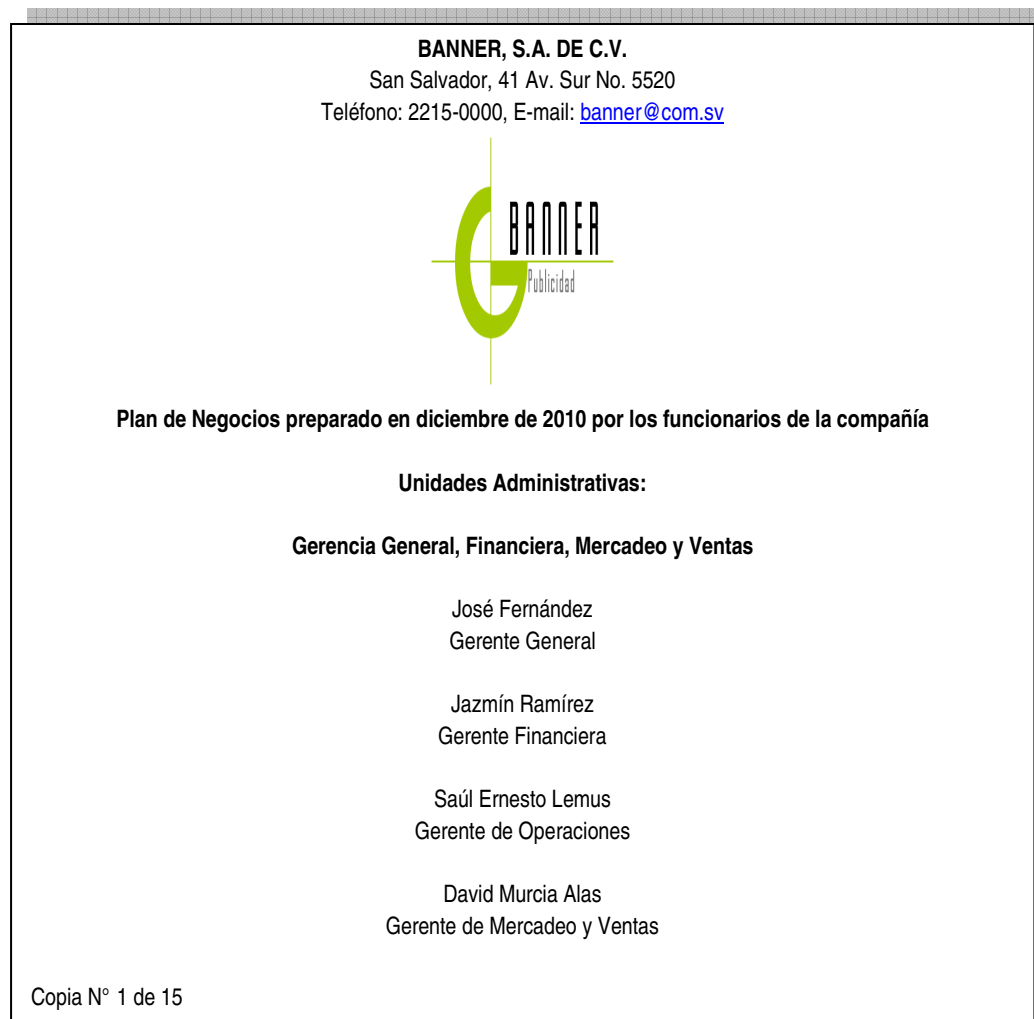 BANNER, S.A. DE C.V.
San Salvador, 41 Av. Sur No. 5520
Teléfono: 2215-0000, E-mail: banner@com.sv
BANNER
Publicidad
Plan de Negocios preparado en diciembre de 2010 por los funcionarios de la compañía
Unidades Administrativas:
Gerencia General, Financiera, Mercadeo y Ventas
José Fernández
Gerente General
Jazmín Ramírez
Gerente Financiera
Saúl Ernesto Lemus
Gerente de Operaciones
David Murcia Alas
Gerente de Mercadeo y Ventas
Copia N° 1 de 15